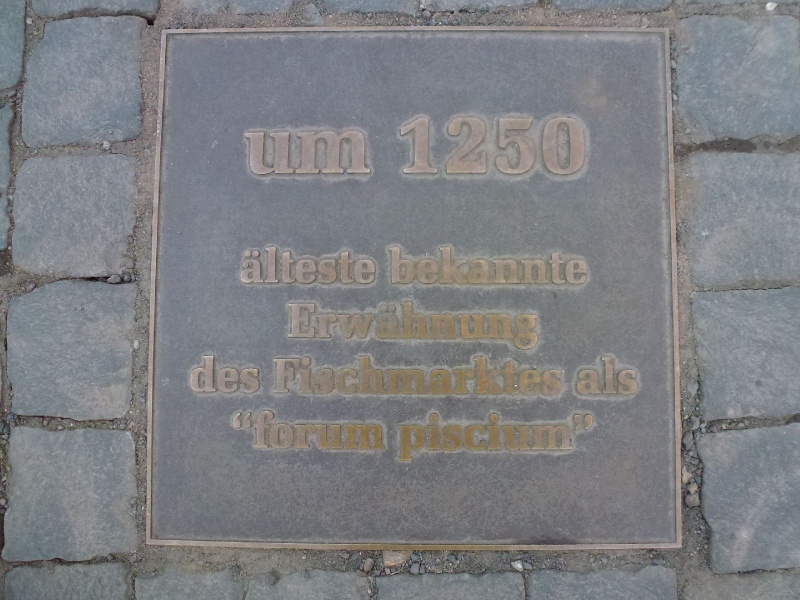 um 1250
älteste bekannte
Erwähnung
des Fischmarktes als
“forum piscium”